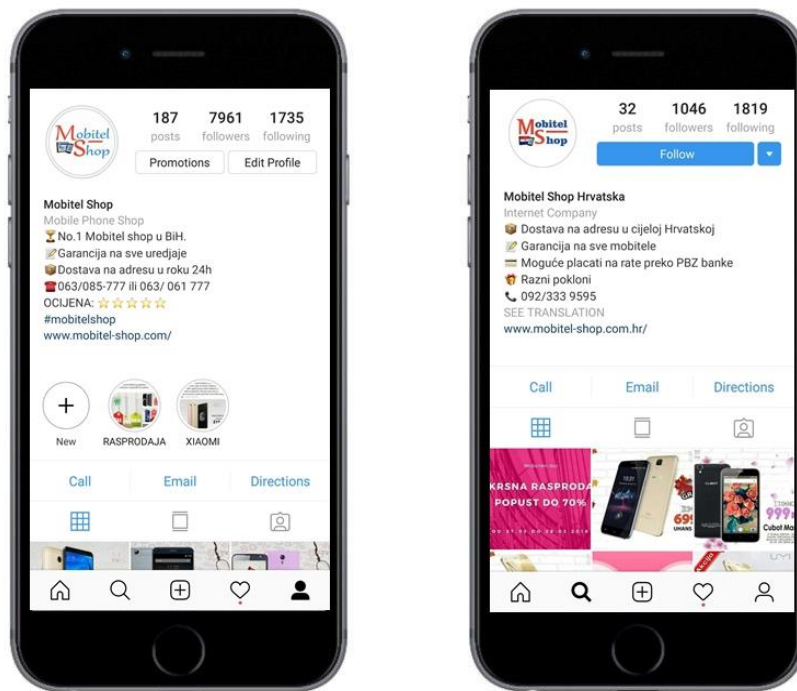 Mobitel
Shop
187
7961
1735
posts
followers
following
Promotions
Edit Profile
Mobitel Shop
Mobile Phone Shop
No.1 Mobitel shop u BiH.
Garancija na sve uredjaje
Dostava na adresu u roku 24h
063/085-777 ili 063/ 061 777
OCIJENA:
#mobitelshop
www.mobitel-shop.com/
New
RASPRODAJA
XIAOMI
Call
Email
Directions
Mobitel
Shop
32
1046
1819
posts
followers
following
Follow
Mobitel Shop Hrvatska
Internet Company
Dostava na adresu u cijeloj Hrvatskoj
Garancija na sve mobitele
Moguće placati na rate preko PBZ banke
Razni pokloni
092/333 9595
SEE TRANSLATION
www.mobitel-shop.com.hr/
Call
Email
Directions
KRSNA RASPRODA
POPUST DO 70%
699
UHANS
999
Cubot Ma
Akcija